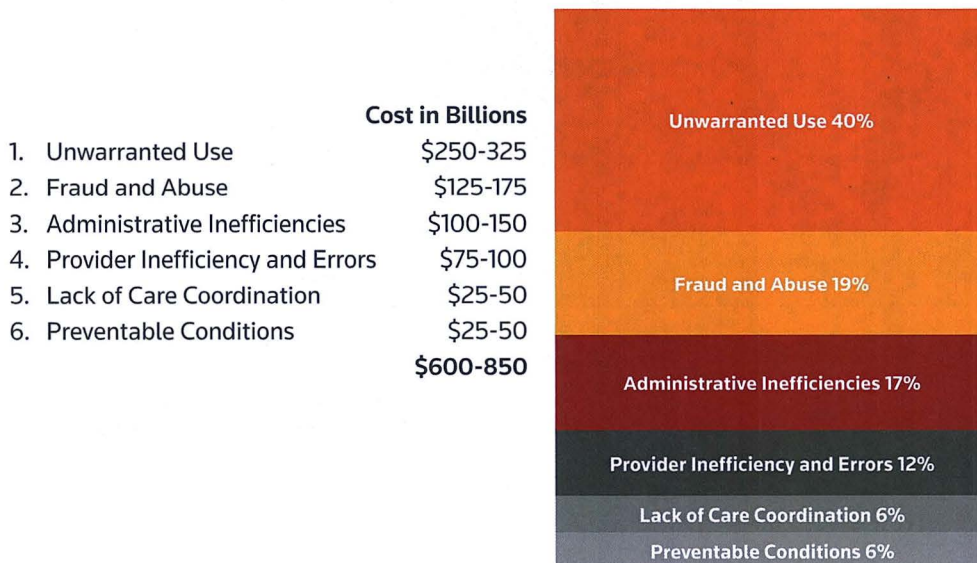 Cost in Billions
1. Unwarranted Use $250-325
2. Fraud and Abuse $125-175
3. Administrative Inefficiencies $100-150
4. Provider Inefficiency and Errors $75-100
5. Lack of Care Coordination $25-50
6. Preventable Conditions $25-50
$600-850
Unwarranted Use 40%
Fraud and Abuse 19%
Administrative Inefficiencies 17%
Provider Inefficiency and Errors 12%
Lack of Care Coordination 6%
Preventable Conditions 6%